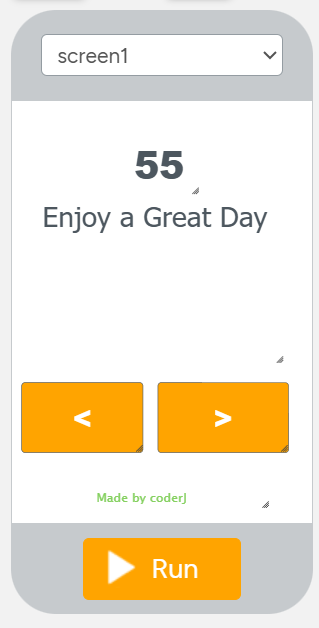 screen1
55
Enjoy a Great Day
<
>
Made by coderJ
Run